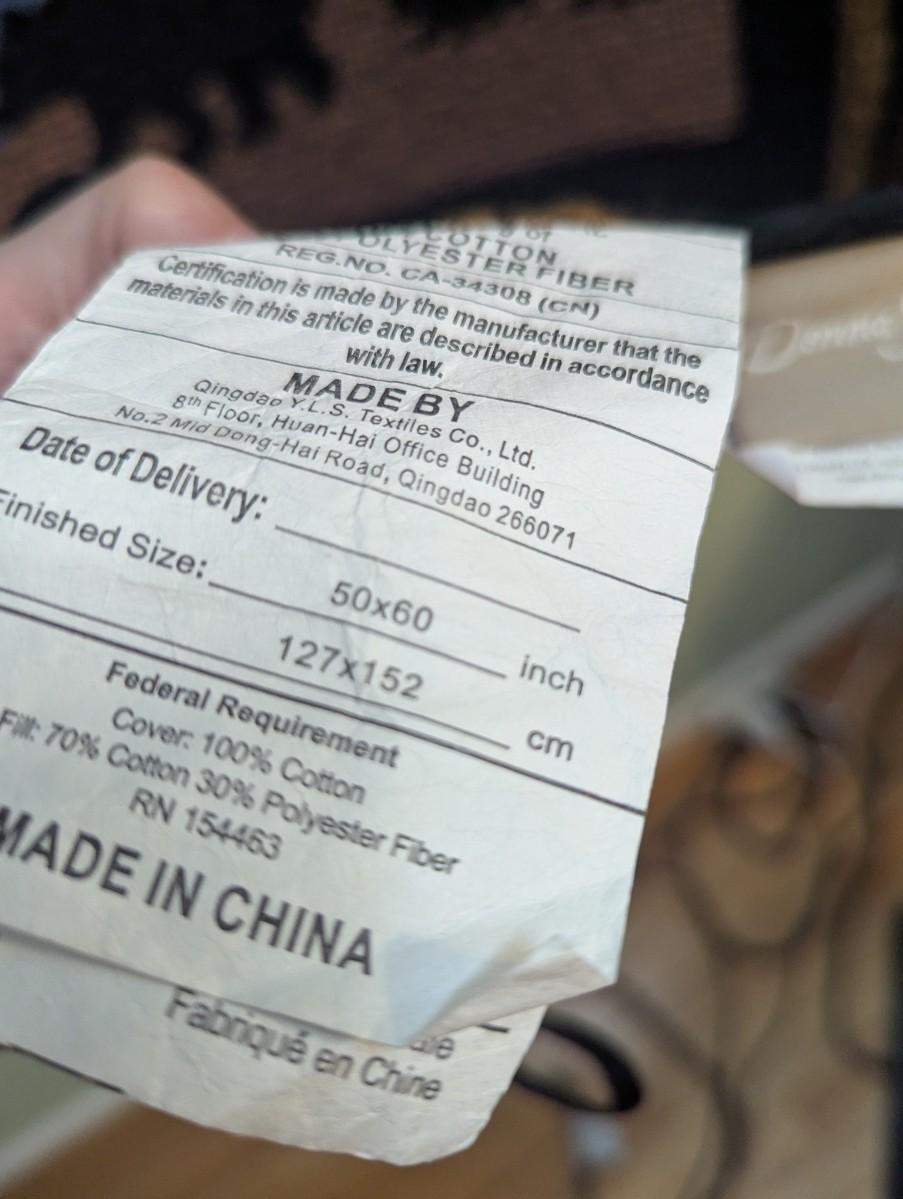 COTTON
POLYESTER FIBER
REG.NO. CA-34308 (CN)
Certification is made by the manufacturer that the
materials in this article are described in accordance
with law.
MADE BY
Qingdao Y.L.S. Textiles Co., Ltd.
8th Floor, Huan-Hai Office Building
No.2 Mid Dong-Hai Road, Qingdao 266071
Date of Delivery:
Finished Size:
50x60 inch
127x152 cm
Federal Requirement
Cover: 100% Cotton
Fill: 70% Cotton 30% Polyester Fiber
RN 154463
MADE IN CHINA
Fabriqué en Chine